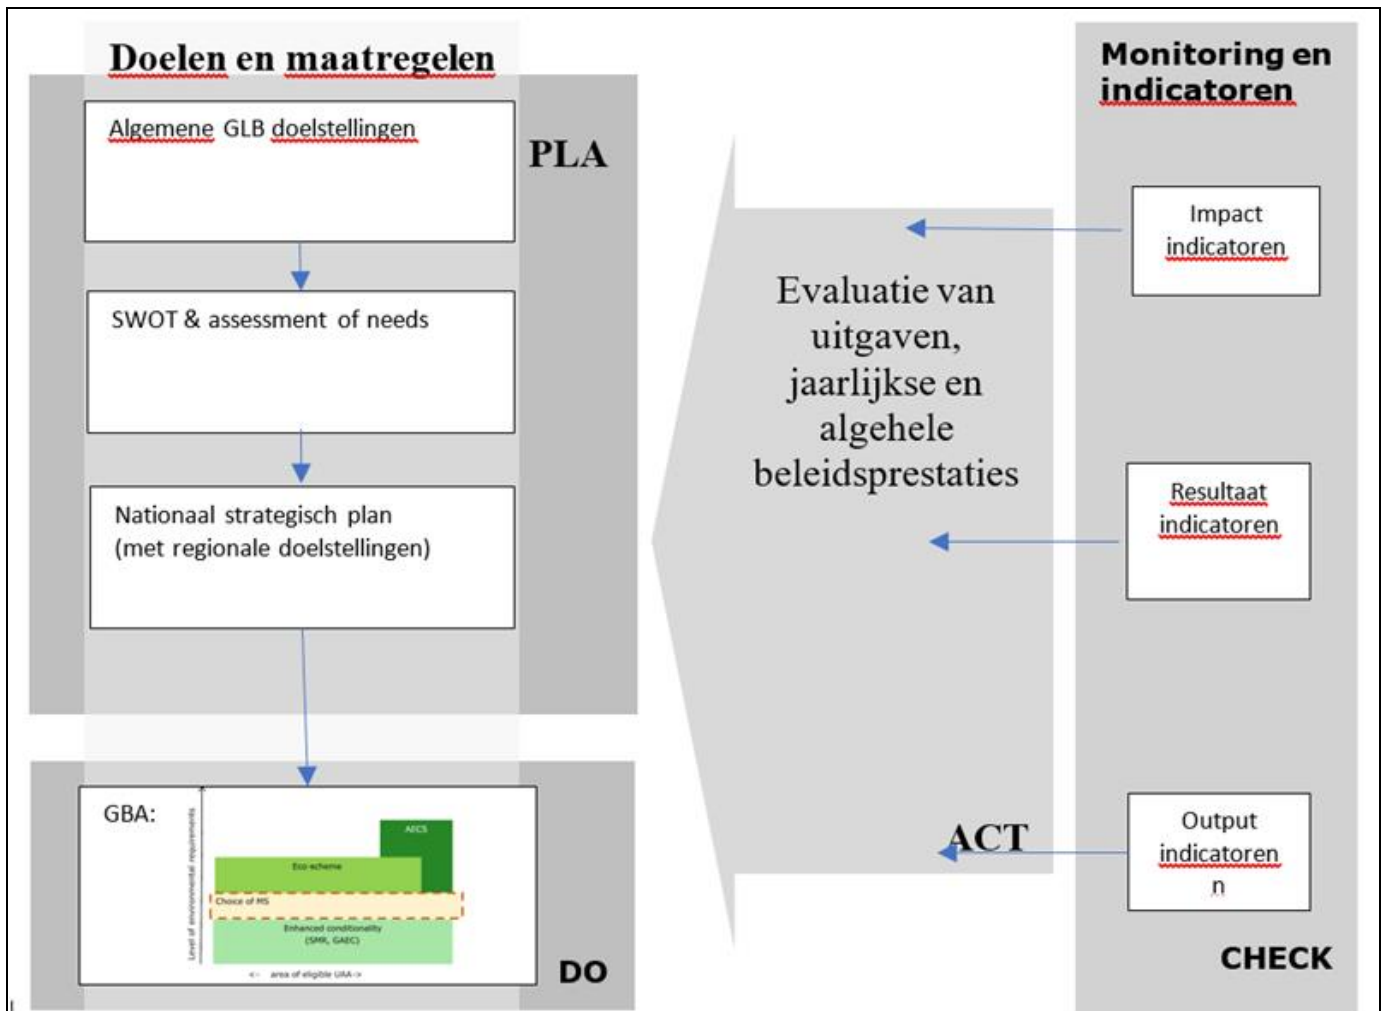 Doelen en maatregelen
Algemene GLB doelstellingen
PLA
SWOT & assessment of needs
Nationaal strategisch plan
(met regionale doelstellingen)
GBA:
Level of environmental requirements
AECS
Eco-scheme
Choice of MS
Enhanced conditionality
(SMR, GAEC)
<- area of eligible UAA->
DO
Evaluatie van
uitgaven,
jaarlijkse en
algehele
beleidsprestaties
ACT
Monitoring en
indicatoren
Impact
indicatoren
Resultaat
indicatoren
Output
indicatoren
n
CHECK